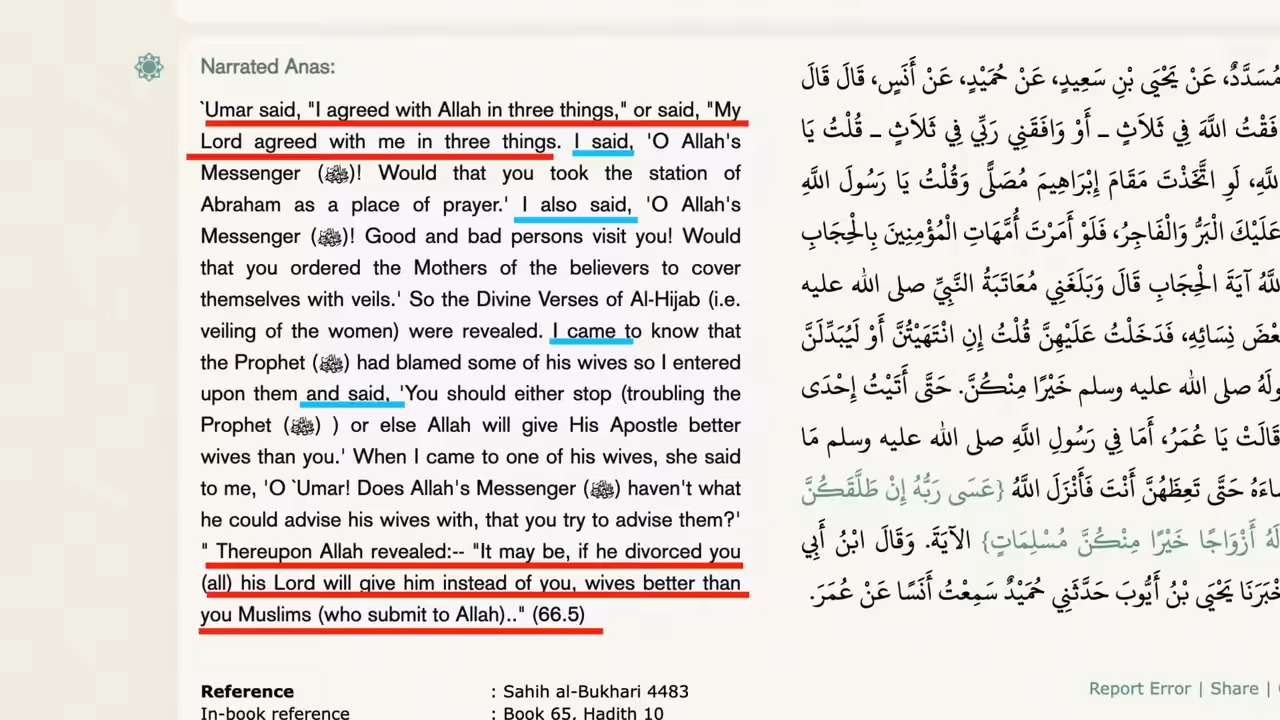 Narrated Anas:
`Umar said, "I agreed with Allah in three things," or said, "My
Lord agreed with me in three things. I said, 'O Allah's
Messenger (ﷺ)! Would that you took the station of
Abraham as a place of prayer.' I also said, 'O Allah's
Messenger (ﷺ)! Good and bad persons visit you! Would
that you ordered the Mothers of the believers to cover
themselves with veils.' So the Divine Verses of Al-Hijab (i.e.
veiling of the women) were revealed. I came to know that
the Prophet (ﷺ) had blamed some of his wives so I entered
upon them and said, 'You should either stop (troubling the
Prophet (ﷺ) ) or else Allah will give His Apostle better
wives than you.' When I came to one of his wives, she said
to me, 'O `Umar! Does Allah's Messenger (ﷺ) haven't what
he could advise his wives with, that you try to advise them?'
" Thereupon Allah revealed:-- "It may be, if he divorced you
(all) his Lord will give him instead of you, wives better than
you Muslims (who submit to Allah).." (66.5)
مُسَدَّدٌ، عَنْ يَحْيَى بْنِ سَعِيدٍ، عَنْ حُمَيْدٍ، عَنْ أَنَسٍ، قَالَ قَالَ
فَقْتُ اللَّهَ فِي ثَلاَثٍ ـ أَوْ وَافَقَنِي رَبِّي فِي ثَلاَثٍ ـ قُلْتُ يَا
للَّهِ، لَوِ اتَّخَذْتَ مَقَامَ إِبْرَاهِيمَ مُصَلًّى وَقُلْتُ يَا رَسُولَ اللَّهِ
عَلَيْكَ الْبَرُّ وَالْفَاجِرُ، فَلَوْ أَمَرْتَ أُمَّهَاتِ الْمُؤْمِنِينَ بِالْحِجَابِ
للَّهُ آيَةَ الْحِجَابِ قَالَ وَبَلَغَنِي مُعَاتَبَةُ النَّبِيِّ صلى الله عليه
عْضَ نِسَائِهِ، فَدَخَلْتُ عَلَيْهِنَّ قُلْتُ إِنِ انْتَهَيْتُنَّ أَوْ لَيُبَدِّلَنَّ
ولَهُ صلى الله عليه وسلم خَيْرًا مِنْكُنَّ. حَتَّى أَتَيْتُ إِحْدَى
قَالَتْ يَا عُمَرُ، أَمَا فِي رَسُولِ اللَّهِ صلى الله عليه وسلم مَا
سَاءَهُ حَتَّى تَعِظَهُنَّ أَنْتَ فَأَنْزَلَ اللَّهُ {عَسَى رَبُّهُ إِنْ طَلَّقَكُنَّ
لَهُ أَزْوَاجًا خَيْرًا مِنْكُنَّ مُسْلِمَاتٍ} الآيَةَ. وَقَالَ ابْنُ أَبِي
خْبَرَنَا يَحْيَى بْنُ أَيُّوبَ حَدَّثَنِي حُمَيْدٌ سَمِعْتُ أَنَسًا عَنْ عُمَرَ.
Reference : Sahih al-Bukhari 4483
In-book reference : Book 65, Hadith 10
Report Error | Share |